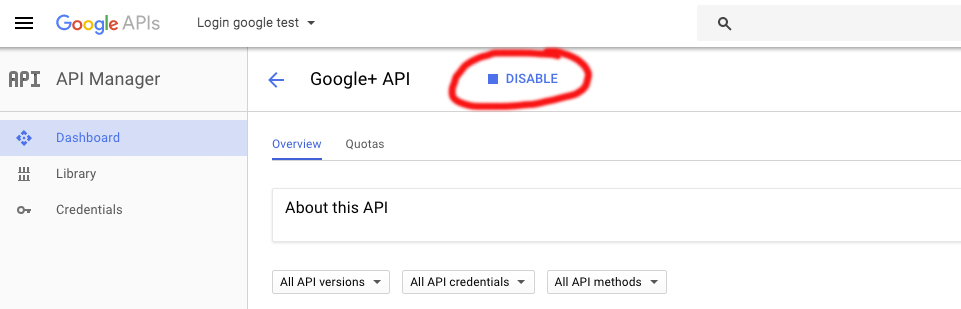 Google APIs Login google test
API API Manager Google+ API DISABLE
Dashboard
Overview Quotas
Library
Credentials
About this API
All API versions All API credentials All API methods